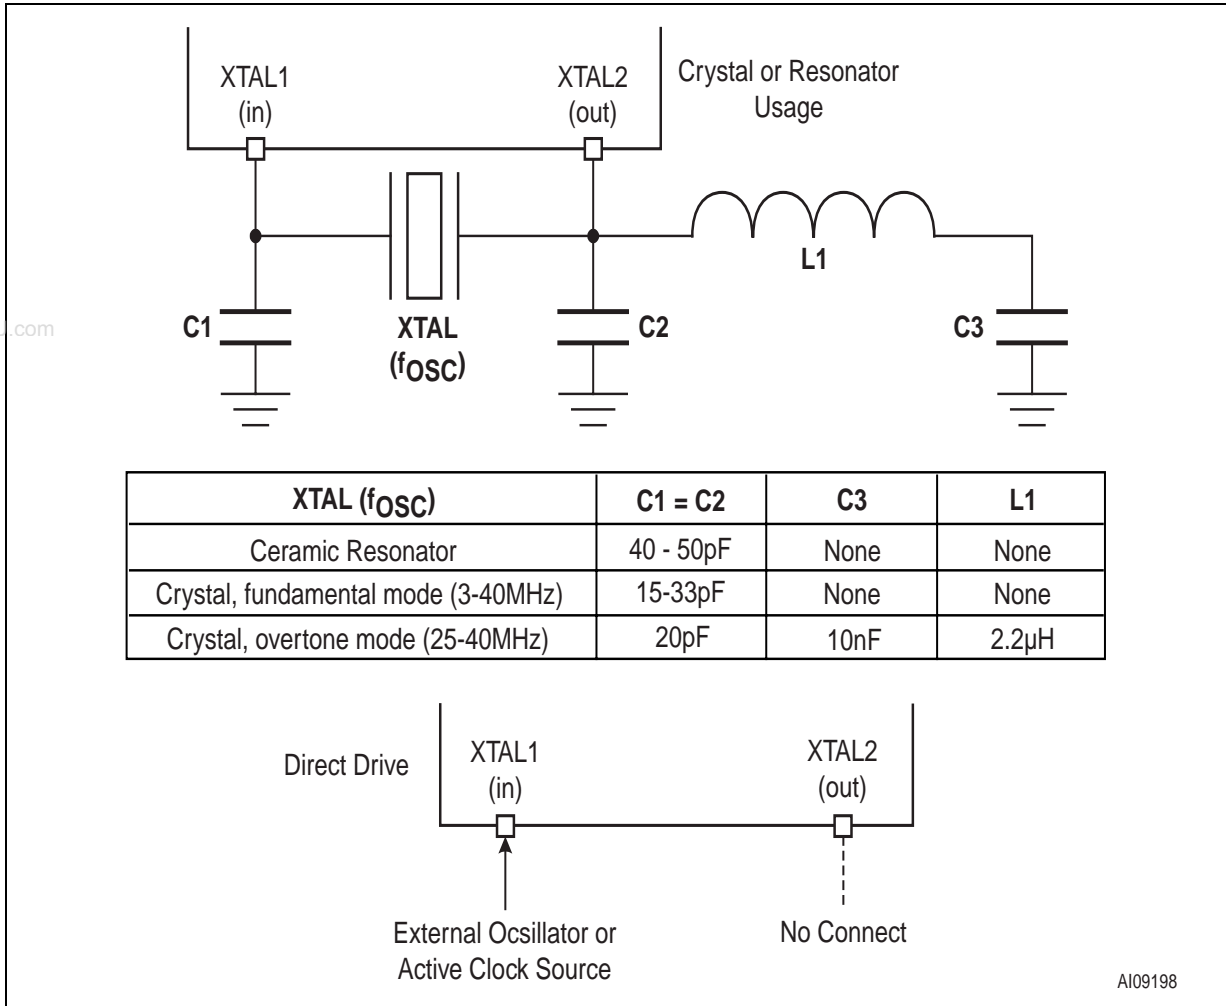 XTAL1
(in)
XTAL2
(out)
Crystal or Resonator
Usage
L1
C1
XTAL
(fOSC)
C2
C3
.com
XTAL (fOSC) C1 = C2 C3 L1
Ceramic Resonator 40 - 50pF None None
Crystal, fundamental mode (3-40MHz) 15-33pF None None
Crystal, overtone mode (25-40MHz) 20pF 10nF 2.2µH
Direct Drive
XTAL1
(in)
XTAL2
(out)
External Ocsillator or
Active Clock Source
No Connect
AI09198